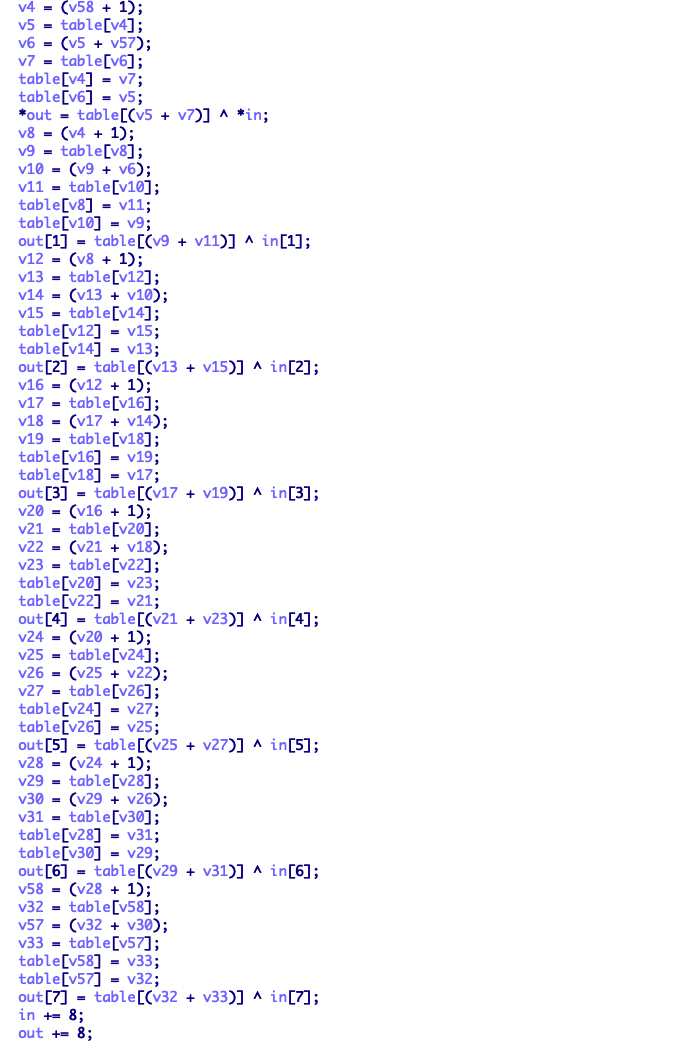 v4 = (v58 + 1);
v5 = table[v4];
v6 = (v5 + v57);
v7 = table[v6];
table[v4] = v7;
table[v6] = v5;
*out = table[(v5 + v7)] ^ *in;
v8 = (v4 + 1);
v9 = table[v8];
v10 = (v9 + v6);
v11 = table[v10];
table[v8] = v11;
table[v10] = v9;
out[1] = table[(v9 + v11)] ^ in[1];
v12 = (v8 + 1);
v13 = table[v12];
v14 = (v13 + v10);
v15 = table[v14];
table[v12] = v15;
table[v14] = v13;
out[2] = table[(v13 + v15)] ^ in[2];
v16 = (v12 + 1);
v17 = table[v16];
v18 = (v17 + v14);
v19 = table[v18];
table[v16] = v19;
table[v18] = v17;
out[3] = table[(v17 + v19)] ^ in[3];
v20 = (v16 + 1);
v21 = table[v20];
v22 = (v21 + v18);
v23 = table[v22];
table[v20] = v23;
table[v22] = v21;
out[4] = table[(v21 + v23)] ^ in[4];
v24 = (v20 + 1);
v25 = table[v24];
v26 = (v25 + v22);
v27 = table[v26];
table[v24] = v27;
table[v26] = v25;
out[5] = table[(v25 + v27)] ^ in[5];
v28 = (v24 + 1);
v29 = table[v28];
v30 = (v29 + v26);
v31 = table[v30];
table[v28] = v31;
table[v30] = v29;
out[6] = table[(v29 + v31)] ^ in[6];
v58 = (v28 + 1);
v32 = table[v58];
v57 = (v32 + v30);
v33 = table[v57];
table[v58] = v33;
table[v57] = v32;
out[7] = table[(v32 + v33)] ^ in[7];
in += 8;
out += 8;